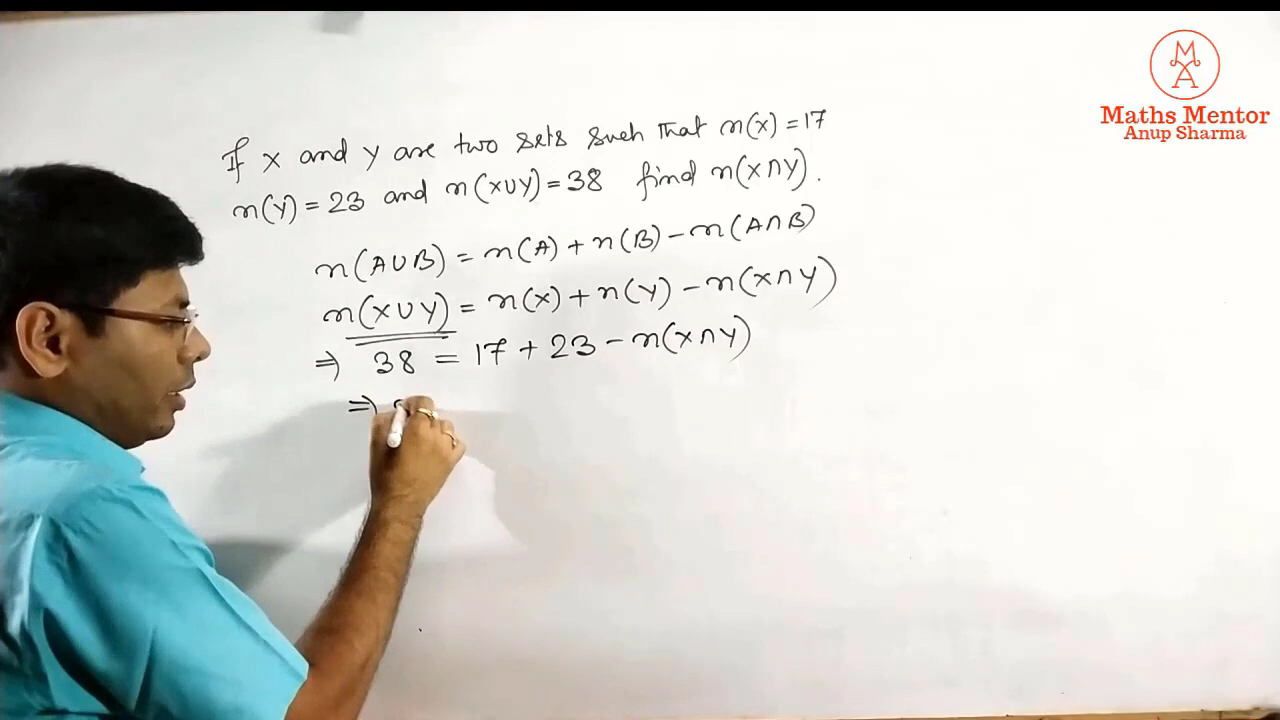 If X and Y are two sets such that n(X) = 17
n(Y) = 23 and n(X∪Y) = 38 find n(X∩Y).
n(A∪B) = n(A) + n(B) - n(A∩B)
n(X∪Y) = n(X) + n(Y) - n(X∩Y)
⇒ 38 = 17 + 23 - n(X∩Y)
⇒
MA
Maths Mentor
Anup Sharma